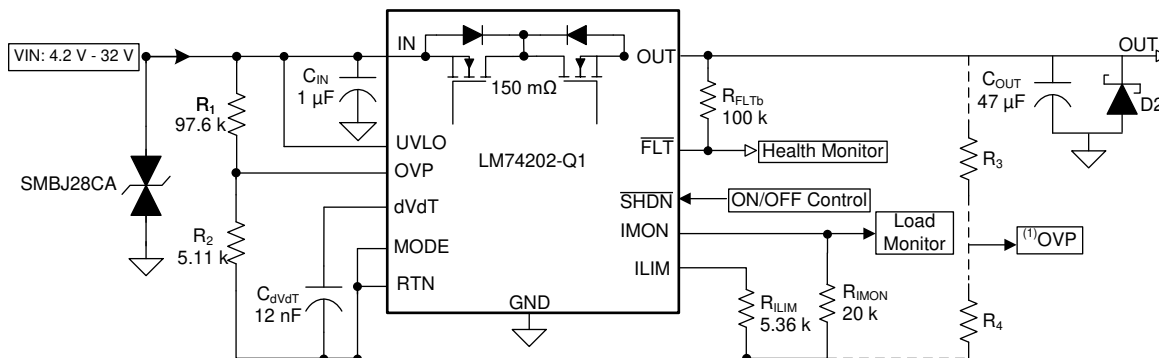 VIN: 4.2 V - 32 V
SMBJ28CA
R1
97.6 k
R2
5.11 k
CIN
1 µF
CdVdT
12 nF
IN
150 mΩ
OUT
UVLO
OVP
dVdT
MODE
RTN
LM74202-Q1
FLT
SHDN
IMON
ILIM
GND
RFLTb
100 k
Health Monitor
ON/OFF Control
Load
Monitor
RILIM
5.36 k
RIMON
20 k
R3
(1)OVP
R4
COUT
47 µF
OUT
D2